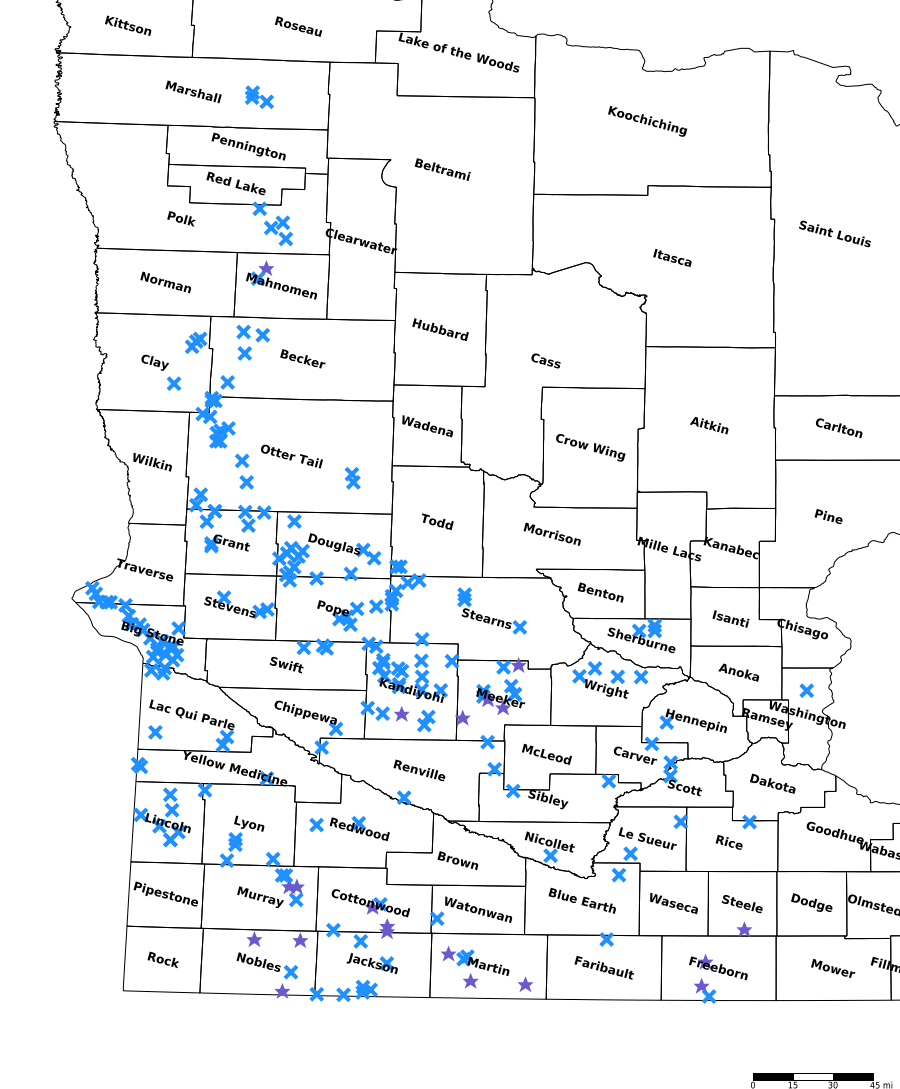 Kittson
Roseau
Lake of the Woods
Marshall
Koochiching
Pennington
Beltrami
Red Lake
Polk
Clearwater
Saint Louis
Itasca
Norman
Mahnomen
Hubbard
Cass
Clay
Becker
Wadena
Aitkin
Carlton
Crow Wing
Wilkin
Otter Tail
Todd
Morrison
Pine
Grant
Douglas
Mille Lacs
Kanabec
Traverse
Benton
Stevens
Pope
Stearns
Isanti
Chisago
Big Stone
Sherburne
Swift
Anoka
Kandiyohi
Meeker
Wright
Lac Qui Parle
Chippewa
Hennepin
Ramsey
Washington
Yellow Medicine
Renville
McLeod
Carver
Scott
Dakota
Sibley
Lincoln
Lyon
Redwood
Nicollet
Le Sueur
Rice
Goodhue
Wabas
Brown
Pipestone
Murray
Cottonwood
Watonwan
Blue Earth
Waseca
Steele
Dodge
Olmsted
Rock
Nobles
Jackson
Martin
Faribault
Freeborn
Mower
Fillm
0 15 30 45 mi